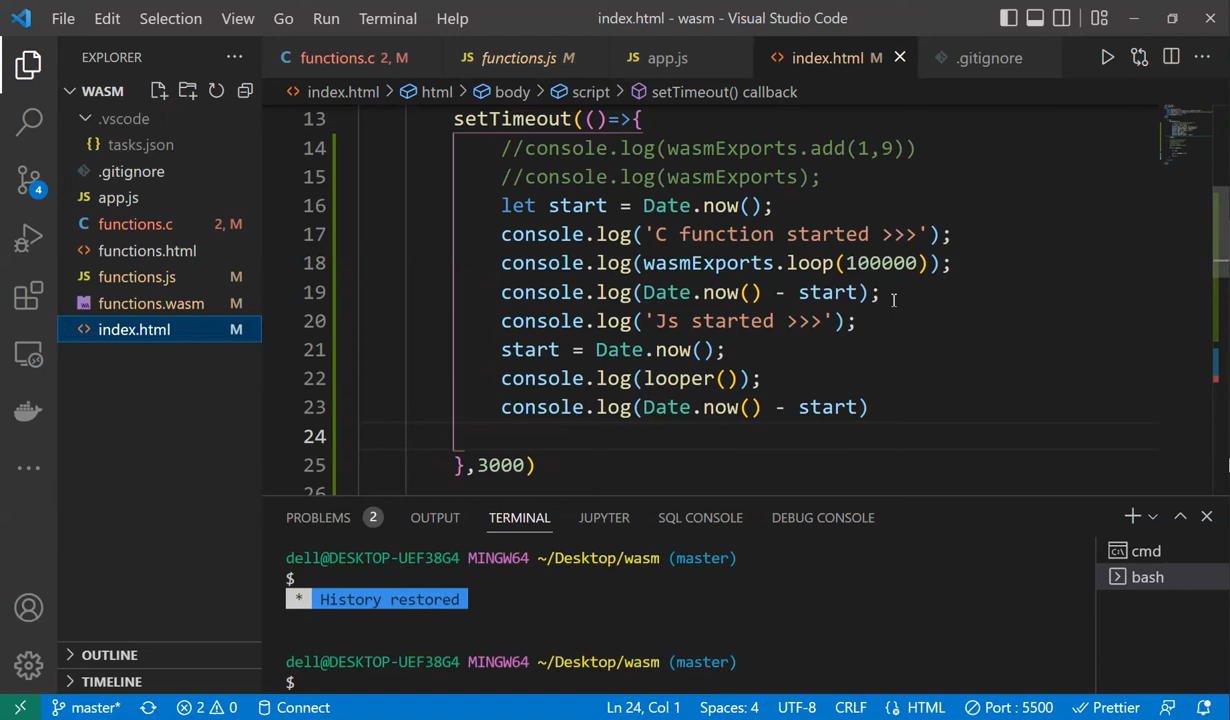 File Edit Selection View Go Run Terminal Help
index.html - wasm - Visual Studio Code
EXPLORER
WASM
.vscode
tasks.json
.gitignore
JS app.js
C functions.c 2, M
functions.html
JS functions.js M
functions.wasm M
index.html M
OUTLINE
TIMELINE
C functions.c 2, M
JS functions.js M
JS app.js
index.html M
.gitignore
index.html > html > body > script > setTimeout() callback
13 setTimeout(()=>{
14 //console.log(wasmExports.add(1,9))
15 //console.log(wasmExports);
16 let start = Date.now();
17 console.log('C function started >>>');
18 console.log(wasmExports.loop(100000));
19 console.log(Date.now() - start);
20 console.log('Js started >>>');
21 start = Date.now();
22 console.log(looper());
23 console.log(Date.now() - start)
24
25 },3000)
26
PROBLEMS 2 OUTPUT TERMINAL JUPYTER SQL CONSOLE DEBUG CONSOLE
dell@DESKTOP-UEF38G4 MINGW64 ~/Desktop/wasm (master)
$
* History restored
dell@DESKTOP-UEF38G4 MINGW64 ~/Desktop/wasm (master)
$
cmd
bash
4
master* 2 0 Connect
Ln 24, Col 1 Spaces: 4 UTF-8 CRLF HTML Port : 5500 Prettier